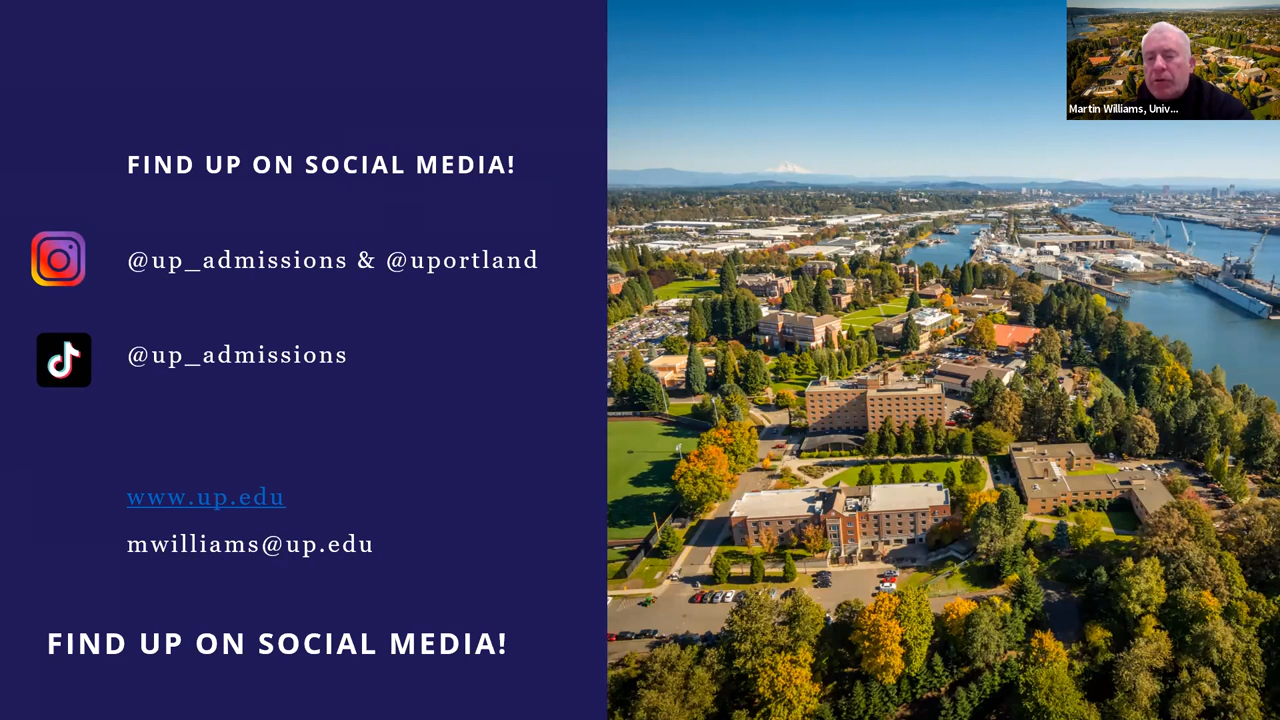 FIND UP ON SOCIAL MEDIA!
@up_admissions & @uportland
@up_admissions
www.up.edu
mwilliams@up.edu
FIND UP ON SOCIAL MEDIA!
Martin Williams, Univ...